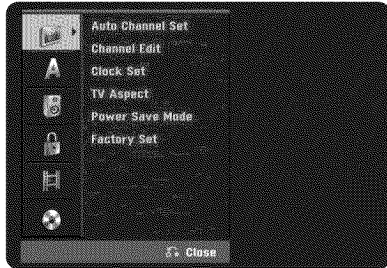 Auto Channel Set
Channel Edit
A
Clock Set
TV Aspect
Power Save Mode
Factory Set
Close